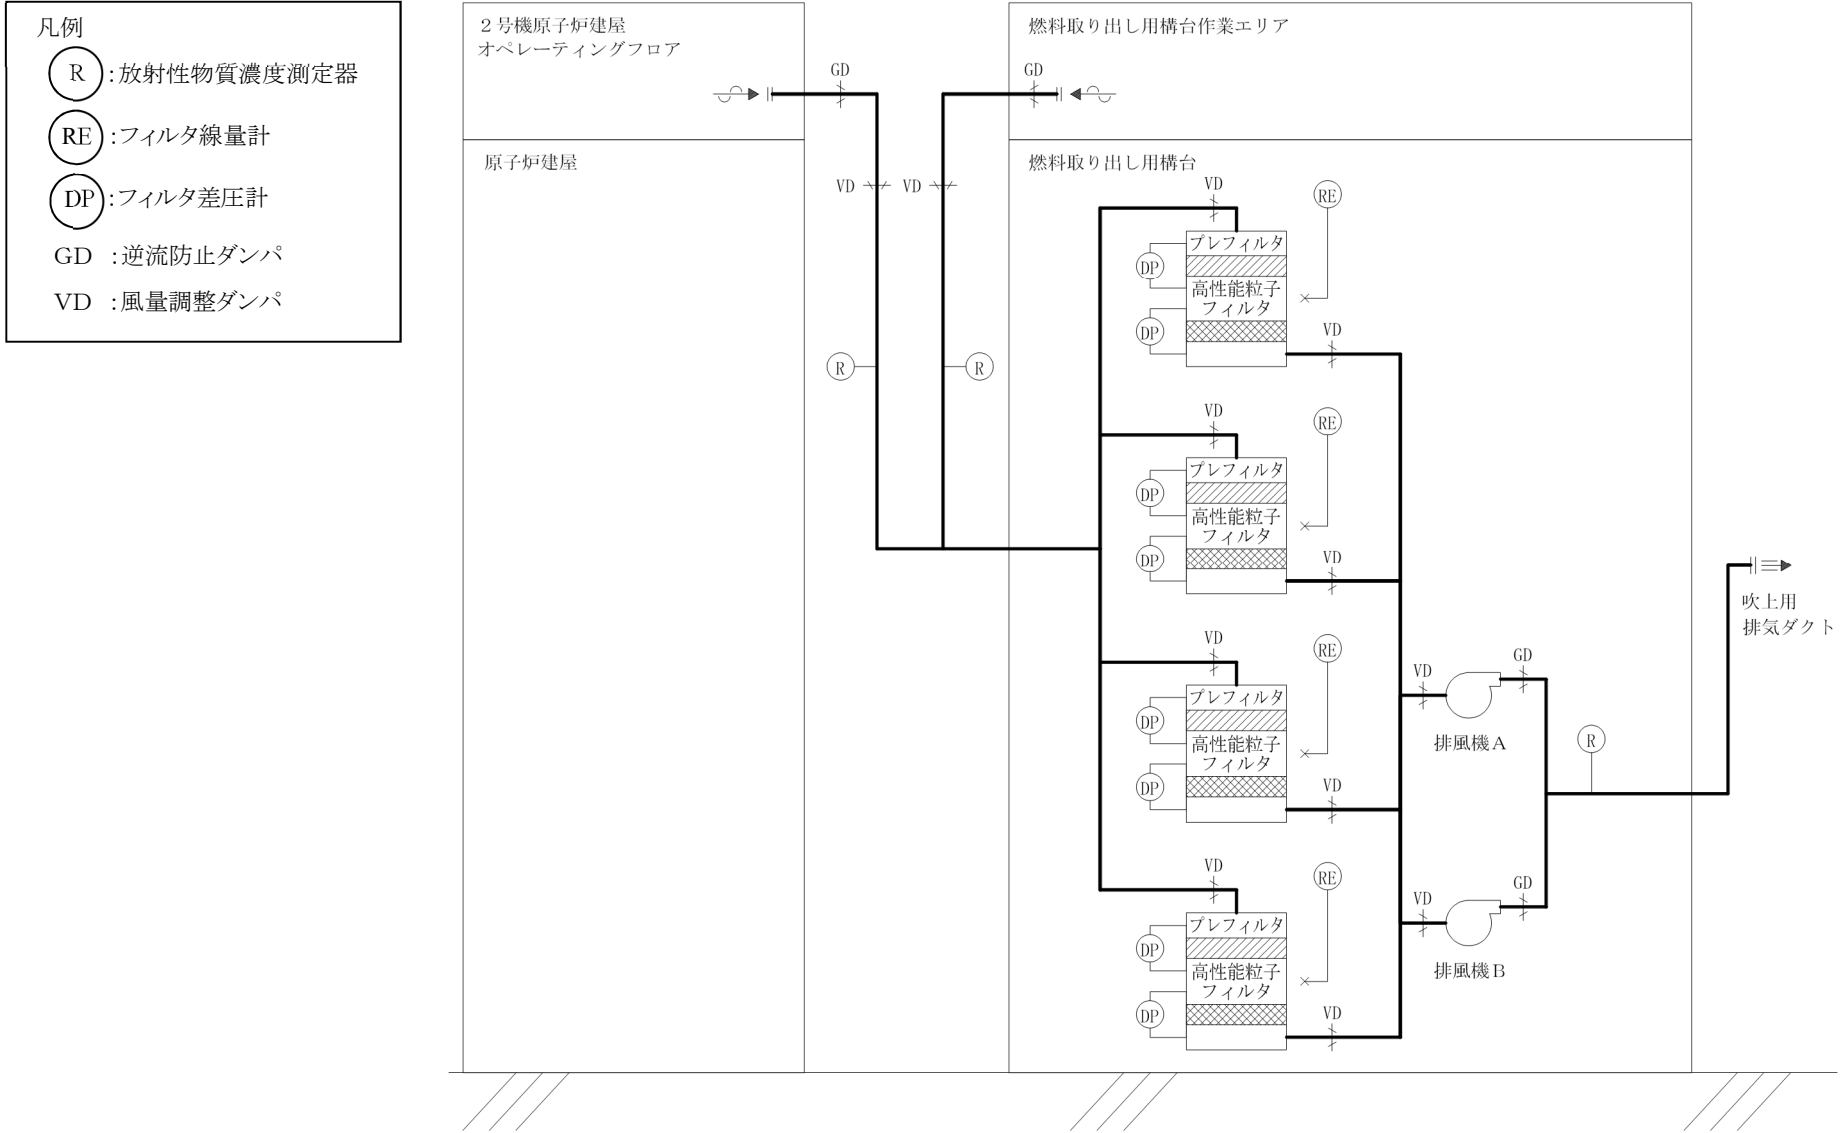 凡例
R :放射性物質濃度測定器
RE :フィルタ線量計
DP :フィルタ差圧計
GD :逆流防止ダンパ
VD :風量調整ダンパ
２号機原子炉建屋
オペレーティングフロア
燃料取り出し用構台作業エリア
GD
GD
原子炉建屋
燃料取り出し用構台
VD
VD
VD
RE
プレフィルタ
DP
高性能粒子
フィルタ
DP
VD
R
R
VD
RE
プレフィルタ
DP
高性能粒子
フィルタ
DP
VD
吹上用
排気ダクト
VD
RE
プレフィルタ
DP
高性能粒子
フィルタ
DP
VD
VD
GD
排風機A
R
VD
RE
プレフィルタ
DP
高性能粒子
フィルタ
DP
VD
VD
GD
排風機B